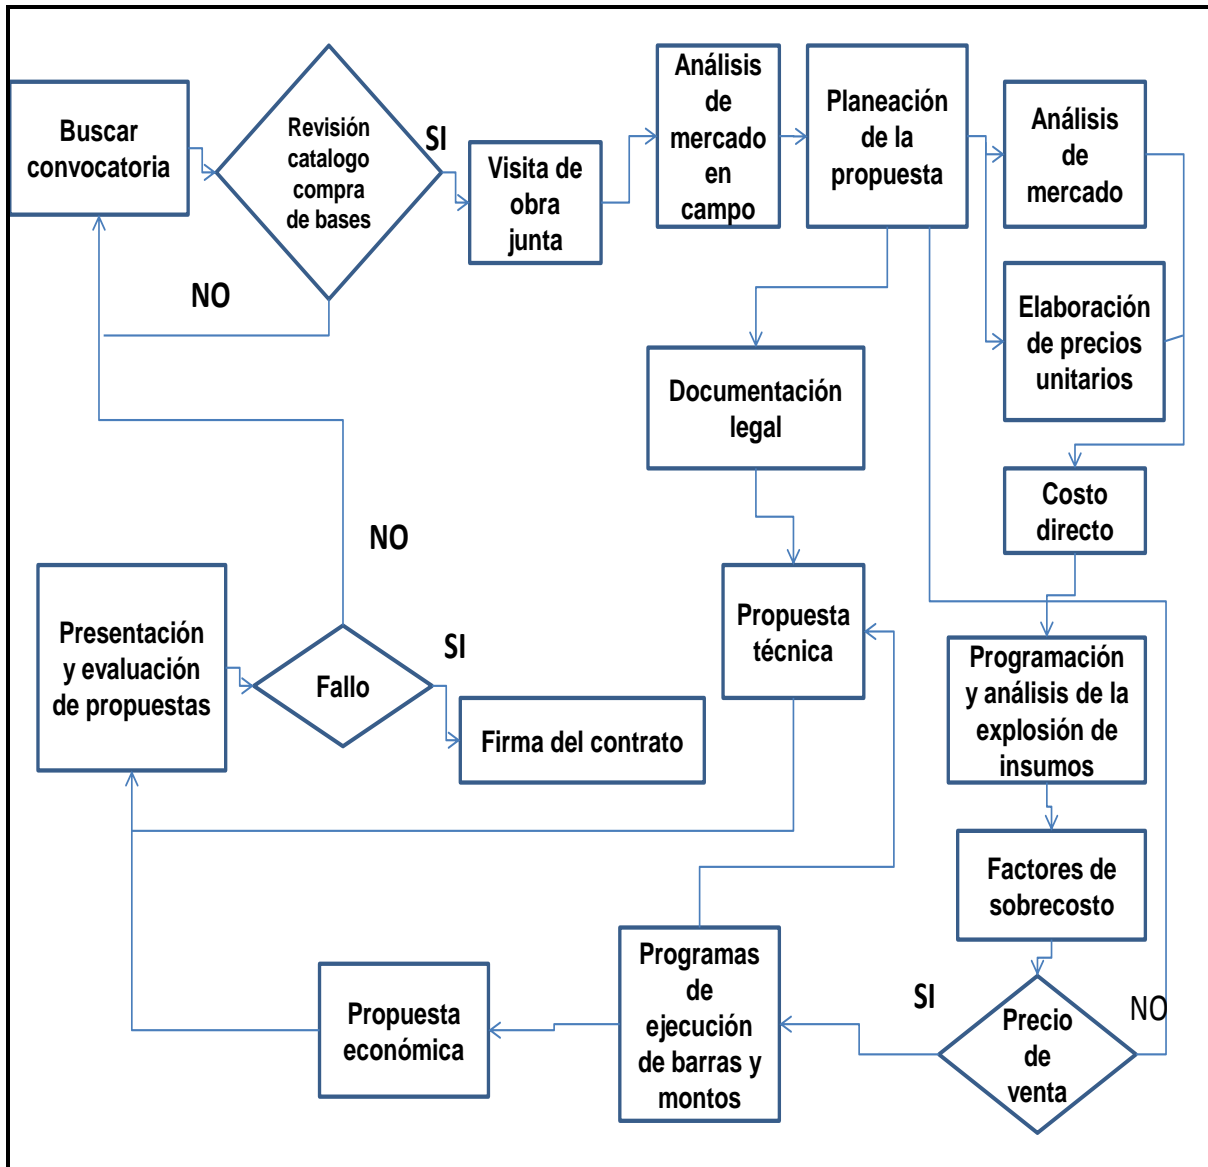 Buscar
convocatoria
Revisión
catalogo
compra
de bases
SI
NO
Visita de
obra
junta
Análisis
de
mercado
en
campo
Planeación
de la
propuesta
Análisis
de
mercado
Elaboración
de precios
unitarios
Documentación
legal
Costo
directo
NO
Presentación
y evaluación
de propuestas
Fallo
SI
Firma del contrato
Propuesta
técnica
Programación
y análisis de la
explosión de
insumos
Factores de
sobrecosto
Propuesta
económica
Programas
de
ejecución
de barras y
montos
SI
Precio
de
venta
NO